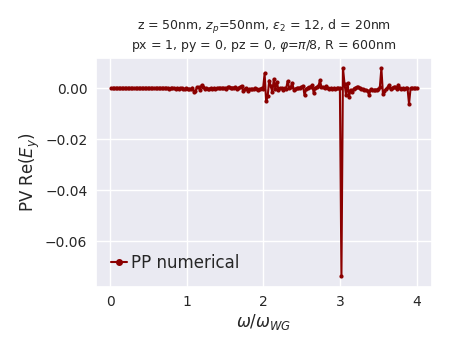 z = 50nm, z_p=50nm, ε_2 = 12, d = 20nm
px = 1, py = 0, pz = 0, φ=π/8, R = 600nm
0.00
−0.02
−0.04
−0.06
PV Re(E_y)
PP numerical
0 1 2 3 4
ω/ω_WG